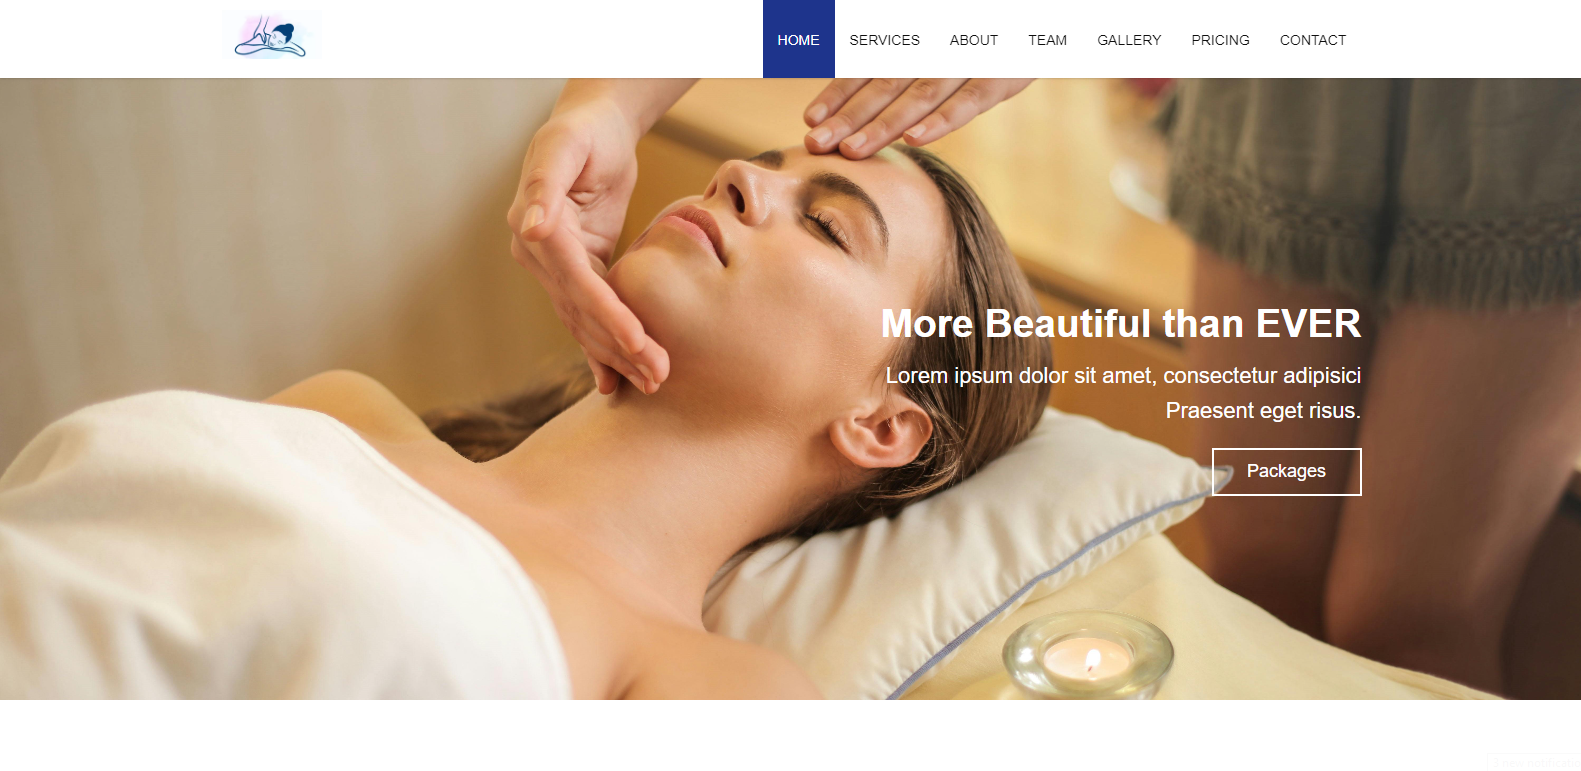 HOME SERVICES ABOUT TEAM GALLERY PRICING CONTACT
More Beautiful than EVER
Lorem ipsum dolor sit amet, consectetur adipisici
Praesent eget risus.
Packages